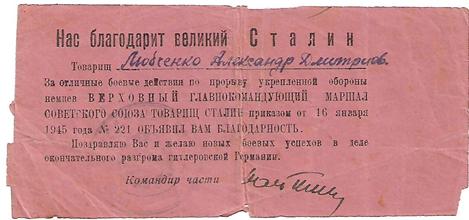 Нас благодарит великий Сталин
Товарищ Любченко Александр Дмитриев.
За отличные боевые действия по прорыву укрепленной обороны
немцев ВЕРХОВНЫЙ ГЛАВНОКОМАНДУЮЩИЙ МАРШАЛ
СОВЕТСКОГО СОЮЗА ТОВАРИЩ СТАЛИН приказом от 16 января
1945 года № 221 ОБЪЯВИЛ ВАМ БЛАГОДАРНОСТЬ.
Поздравляю Вас и желаю новых боевых успехов в деле
окончательного разгрома гитлеровской Германии.
Командир части